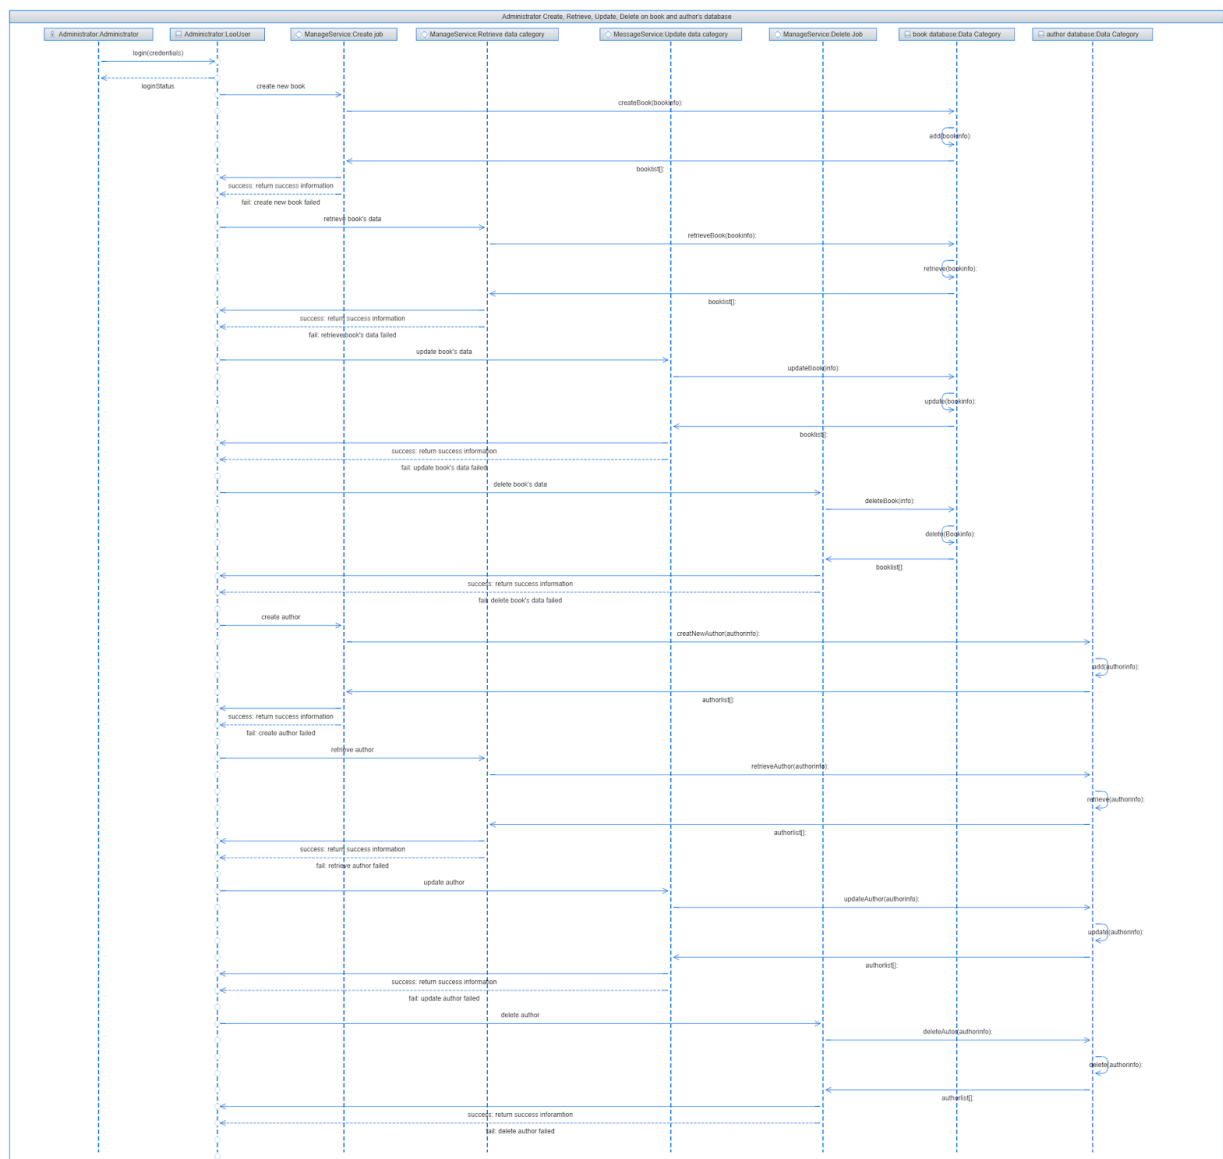 Administrator Create, Retrieve, Update, Delete on book and author's database
Administrator:Administrator
Administrator:LooUser
ManageService:Create job
ManageService:Retrieve data category
MessageService:Update data category
ManageService:Delete Job
book database:Data Category
author database:Data Category
login(credentials)
loginStatus
create new book
createBook(bookinfo):
add(bookinfo):
booklist[]:
success: return success information
fail: create new book failed
retrieve book's data
retrieveBook(bookinfo):
retrieve(bookinfo):
booklist[]:
success: return success information
fail: retrieve book's data failed
update book's data
updateBook(info):
update(bookinfo):
booklist[]:
success: return success information
fail: update book's data failed
delete book's data
deleteBook(info):
delete(Bookinfo):
booklist[]:
success: return success information
fail: delete book's data failed
create author
creatNewAuthor(authorinfo):
add(authorinfo):
authorlist[]:
success: return success information
fail: create author failed
retrieve author
retrieveAuthor(authorinfo):
retrieve(authorinfo):
authorlist[]:
success: return success information
fail: retrieve author failed
update author
updateAuthor(authorinfo):
update(authorinfo):
authorlist[]:
success: return success information
fail: update author failed
delete author
deleteAutor(authorinfo):
delete(authorinfo):
authorlist[]:
success: return success inforamtion
fail: delete author failed